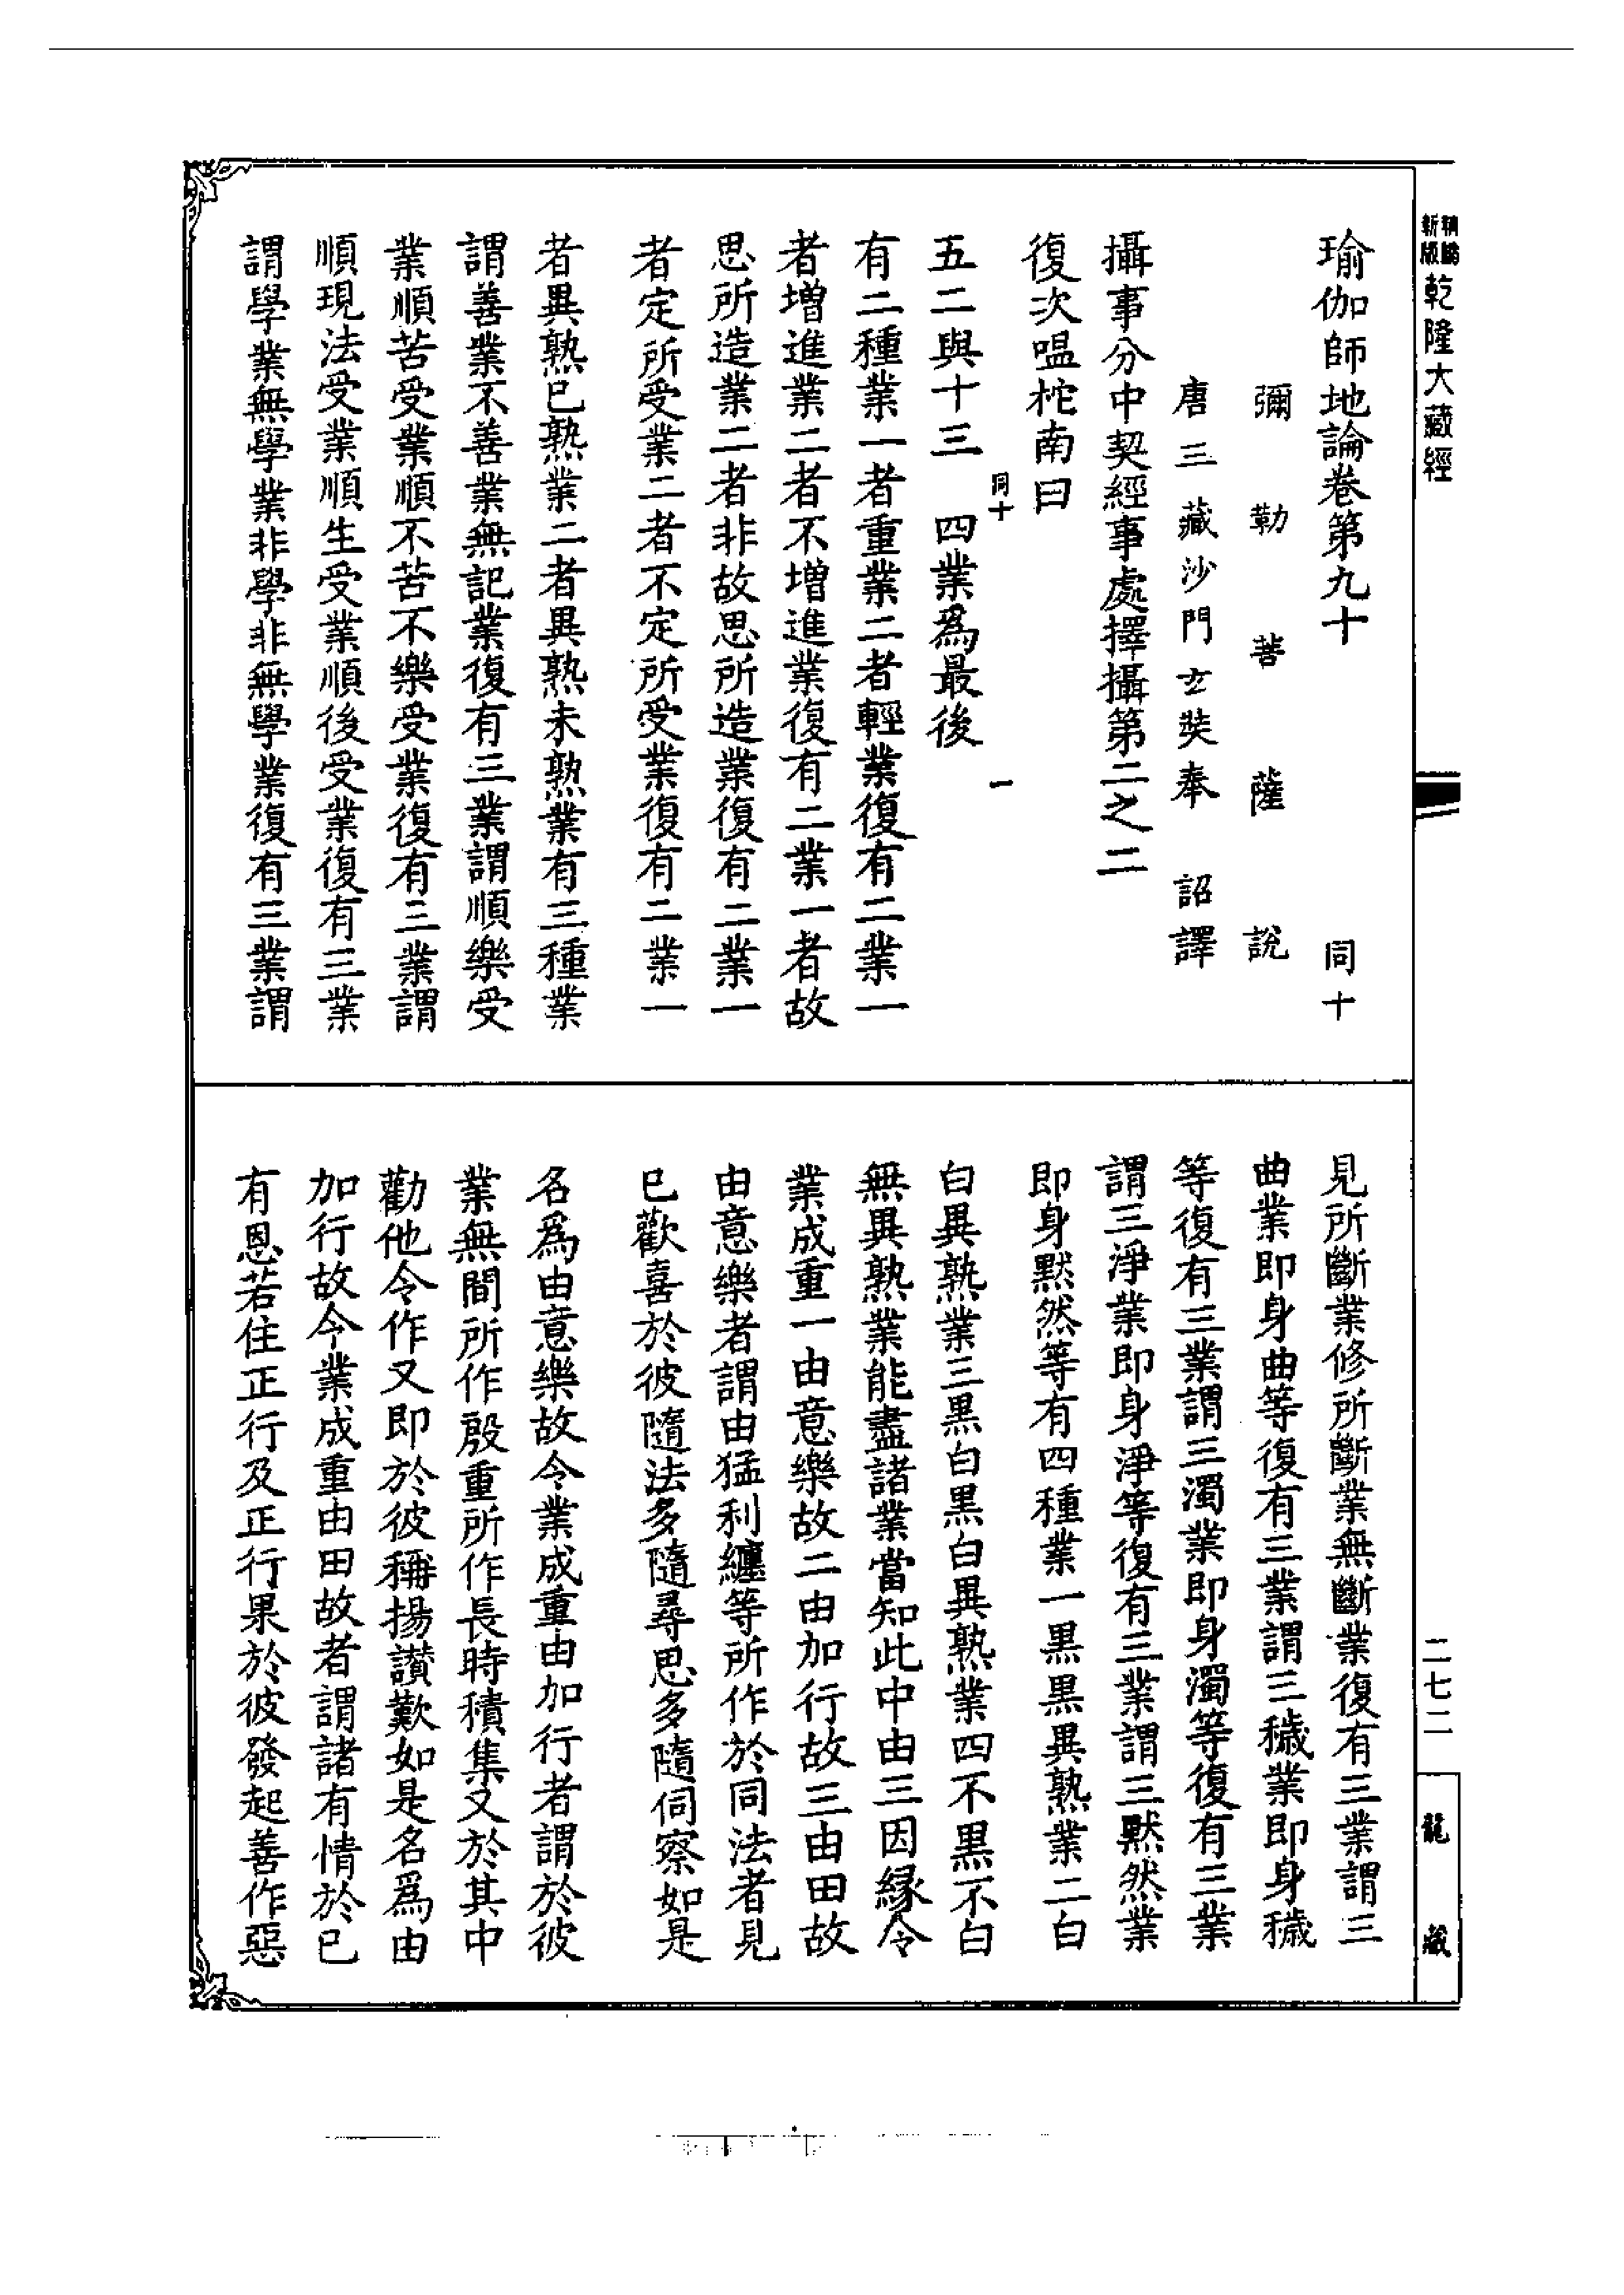 新版
精縮
乾隆大藏經
瑜伽師地論卷第九十　同十
彌勒菩薩說
唐三藏沙門玄奘奉　詔譯
攝事分中契經事處擇攝第二之二
復次嗢柁南曰
同十　一
五二與十三　四業爲最後
有二種業一者重業二者輕業復有二業一
者增進業二者不增進業復有二業一者故
思所造業二者非故思所造業復有二業一
者定所受業二者不定所受業復有二業一
者異熟已熟業二者異熟未熟業有三種業
謂善業不善業無記業復有三業謂順樂受
業順苦受業順不苦不樂受業復有三業謂
順現法受業順生受業順後受業復有三業
謂學業無學業非學非無學業復有三業謂
見所斷業修所斷業無斷業復有三業謂三
曲業即身曲等復有三業謂三穢業即身穢
等復有三業謂三濁業即身濁等復有三業
謂三淨業即身淨等復有三業謂三默然業
即身默然等有四種業一黑黑異熟業二白
白異熟業三黑白黑白異熟業四不黑不白
無異熟業能盡諸業當知此中由三因緣令
業成重一由意樂故二由加行故三由田故
由意樂者謂由猛利纏等所作於同法者見
已歡喜於彼隨法多隨尋思多隨伺察如是
名爲由意樂故令業成重由加行者謂於彼
業無間所作殷重所作長時積集又於其中
勸他令作又即於彼稱揚讚歎如是名爲由
加行故令業成重由田故者謂諸有情於已
有恩若住正行及正行果於彼發起善作惡
二七二
龍藏